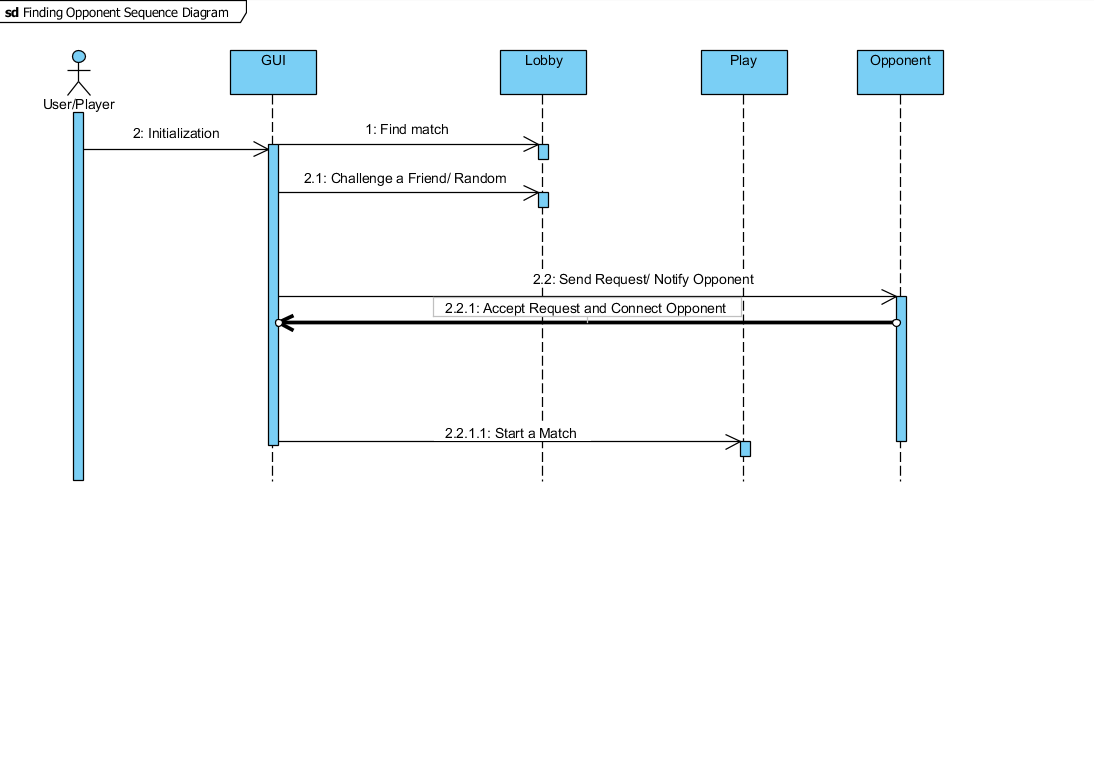 sd Finding Opponent Sequence Diagram
User/Player
GUI
Lobby
Play
Opponent
2: Initialization
1: Find match
2.1: Challenge a Friend/ Random
2.2: Send Request/ Notify Opponent
2.2.1: Accept Request and Connect Opponent
2.2.1.1: Start a Match